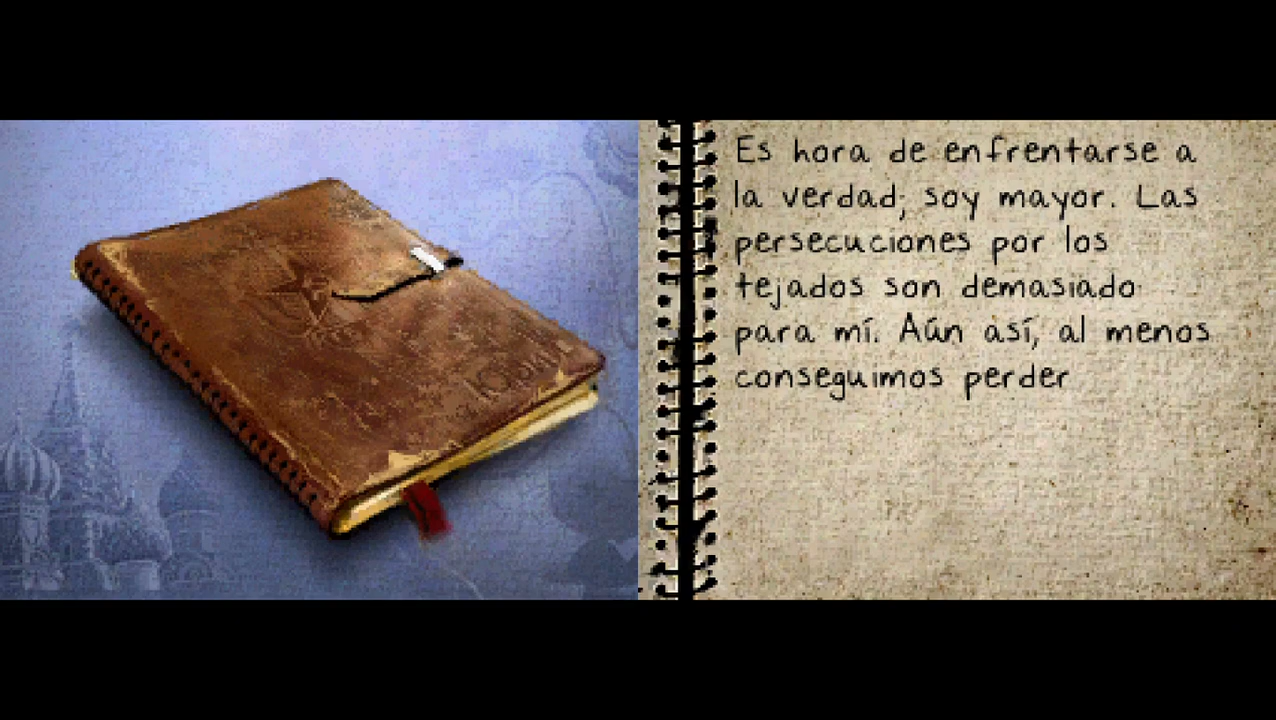 Es hora de enfrentarse a
la verdad; soy mayor. Las
persecuciones por los
tejados son demasiado
para mí. Aún así, al menos
conseguimos perder